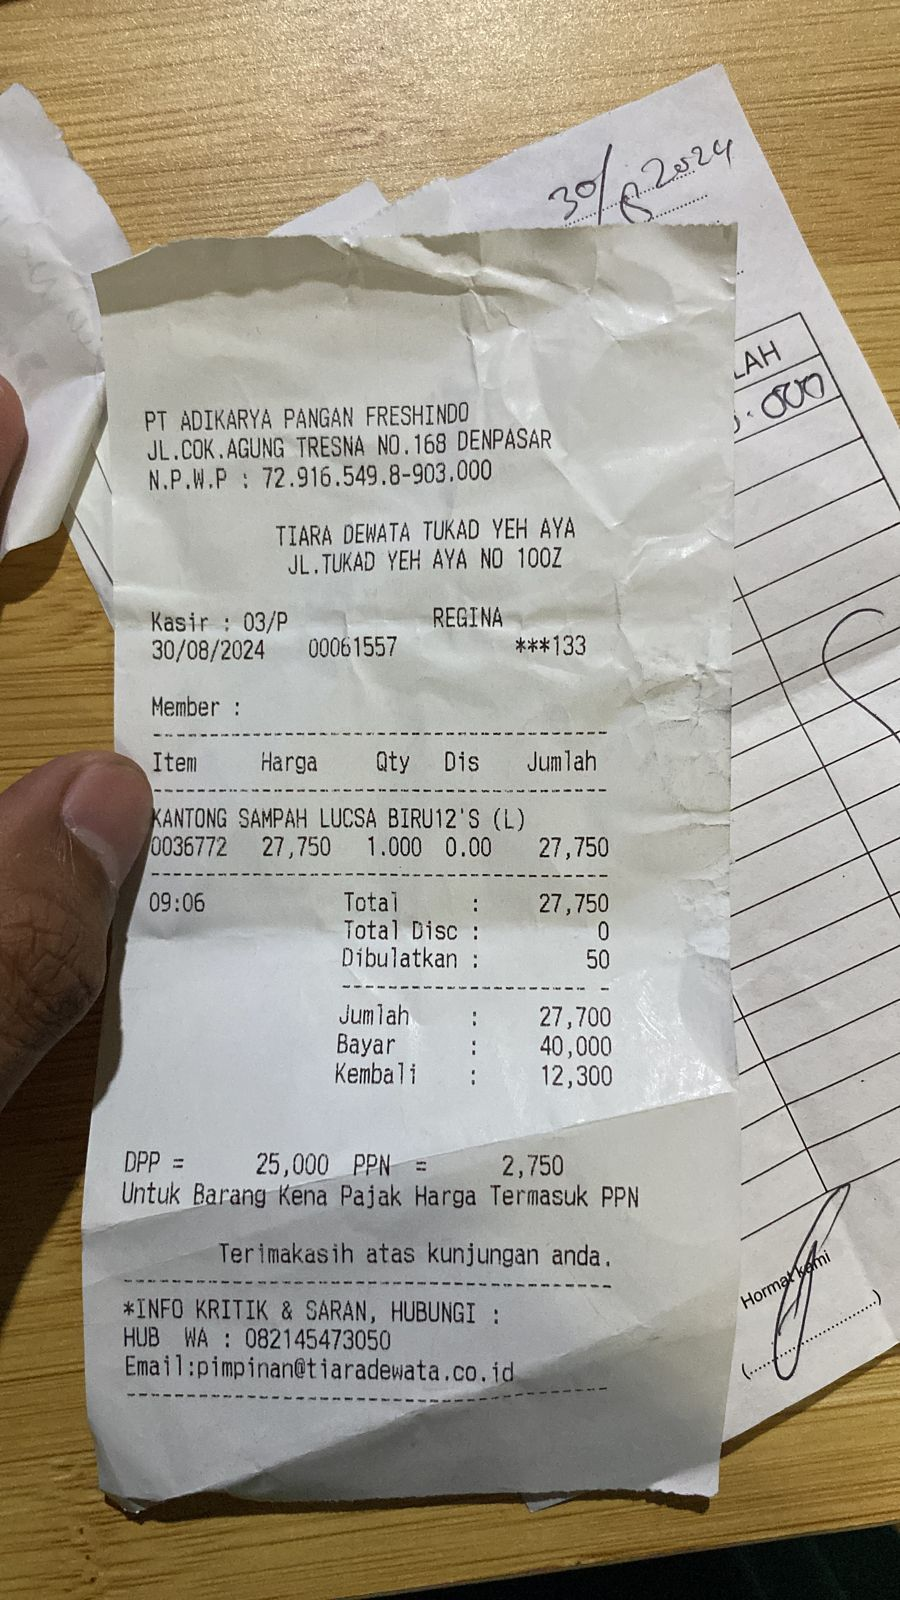 30/8 2024
LAH
.000
PT ADIKARYA PANGAN FRESHINDO
JL.COK.AGUNG TRESNA NO.168 DENPASAR
N.P.W.P : 72.916.549.8-903.000
TIARA DEWATA TUKAD YEH AYA
JL.TUKAD YEH AYA NO 100Z
Kasir : 03/P REGINA
30/08/2024 00061557 ***133
Member :
Item Harga Qty Dis Jumlah
KANTONG SAMPAH LUCSA BIRU12'S (L)
0036772 27,750 1.000 0.00 27,750
09:06 Total : 27,750
Total Disc : 0
Dibulatkan : 50
Jumlah : 27,700
Bayar : 40,000
Kembali : 12,300
DPP = 25,000 PPN = 2,750
Untuk Barang Kena Pajak Harga Termasuk PPN
Terimakasih atas kunjungan anda.
*INFO KRITIK & SARAN, HUBUNGI :
HUB WA : 082145473050
Email:pimpinan@tiaradewata.co.id
Hormat kami